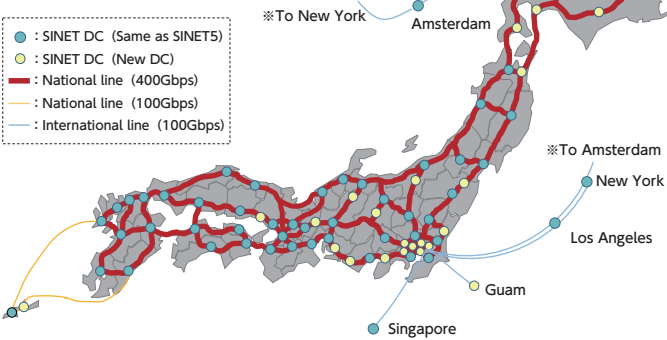 ※To New York
Amsterdam
: SINET DC (Same as SINET5)
: SINET DC (New DC)
: National line (400Gbps)
: National line (100Gbps)
: International line (100Gbps)
※To Amsterdam
New York
Los Angeles
Guam
Singapore